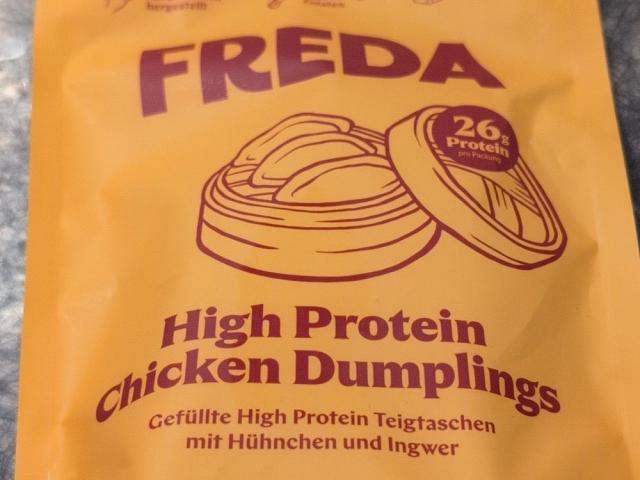 hergestellt
FREDA
26g
Protein
pro Packung
High Protein
Chicken Dumplings
Gefüllte High Protein Teigtaschen
mit Hühnchen und Ingwer